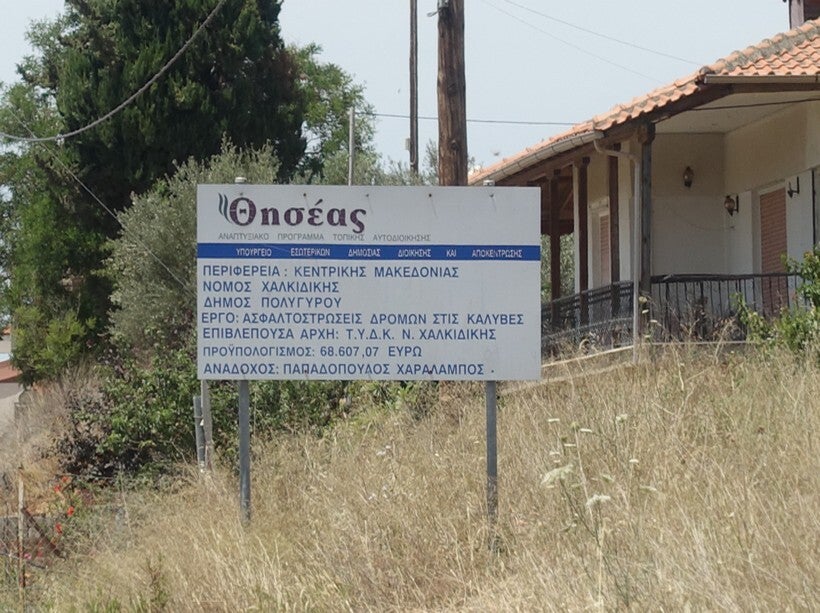 Θησέας
ΑΝΑΠΤΥΞΙΑΚΟ ΠΡΟΓΡΑΜΜΑ ΤΟΠΙΚΗΣ ΑΥΤΟΔΙΟΙΚΗΣΗΣ
ΥΠΟΥΡΓΕΙΟ ΕΣΩΤΕΡΙΚΩΝ ΔΗΜΟΣΙΑΣ ΔΙΟΙΚΗΣΗΣ ΚΑΙ ΑΠΟΚΕΝΤΡΩΣΗΣ
ΠΕΡΙΦΕΡΕΙΑ : ΚΕΝΤΡΙΚΗΣ ΜΑΚΕΔΟΝΙΑΣ
ΝΟΜΟΣ ΧΑΛΚΙΔΙΚΗΣ
ΔΗΜΟΣ ΠΟΛΥΓΥΡΟΥ
ΕΡΓΟ: ΑΣΦΑΛΤΟΣΤΡΩΣΕΙΣ ΔΡΟΜΩΝ ΣΤΙΣ ΚΑΛΥΒΕΣ
ΕΠΙΒΛΕΠΟΥΣΑ ΑΡΧΗ: Τ.Υ.Δ.Κ. Ν. ΧΑΛΚΙΔΙΚΗΣ
ΠΡΟΫΠΟΛΟΓΙΣΜΟΣ: 68.607,07 ΕΥΡΩ
ΑΝΑΔΟΧΟΣ: ΠΑΠΑΔΟΠΟΥΛΟΣ ΧΑΡΑΛΑΜΠΟΣ